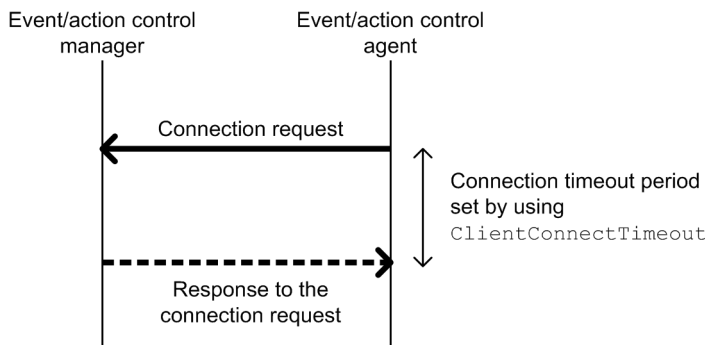 Event/action control
manager
Event/action control
agent
Connection request
Connection timeout period
set by using
ClientConnectTimeout
Response to the
connection request